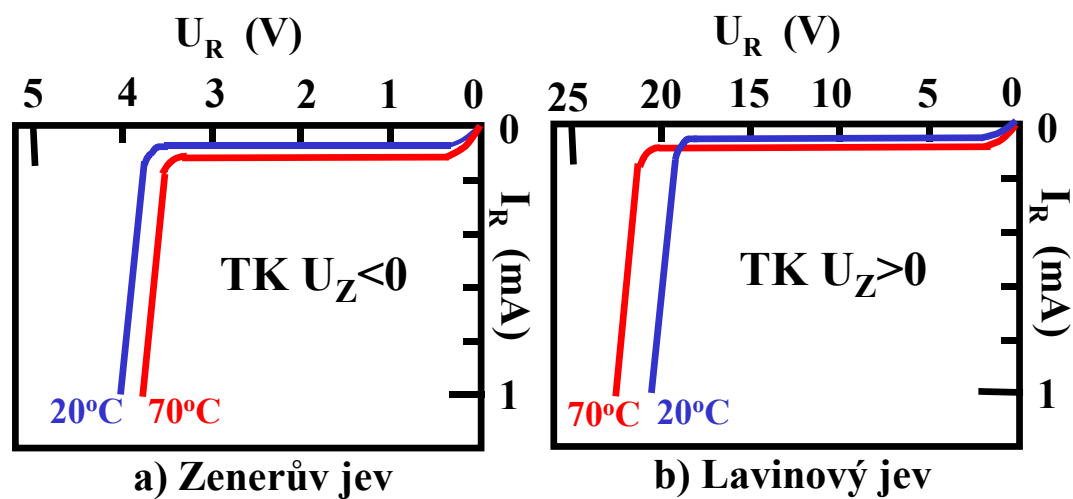 U_R (V)
5 4 3 2 1 0
0
I_R (mA)
TK U_Z<0
1
20°C 70°C
a) Zenerův jev
U_R (V)
25 20 15 10 5 0
0
I_R (mA)
TK U_Z>0
1
70°C 20°C
b) Lavinový jev